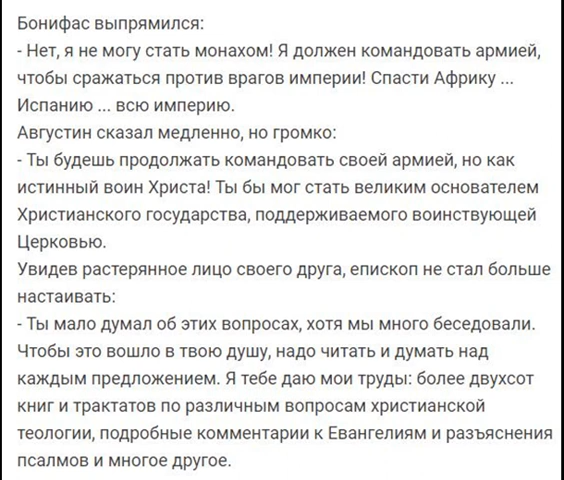 Бонифас выпрямился:
- Нет, я не могу стать монахом! Я должен командовать армией,
чтобы сражаться против врагов империи! Спасти Африку ...
Испанию ... всю империю.
Августин сказал медленно, но громко:
- Ты будешь продолжать командовать своей армией, но как
истинный воин Христа! Ты бы мог стать великим основателем
Христианского государства, поддерживаемого воинствующей
Церковью.
Увидев растерянное лицо своего друга, епископ не стал больше
настаивать:
- Ты мало думал об этих вопросах, хотя мы много беседовали.
Чтобы это вошло в твою душу, надо читать и думать над
каждым предложением. Я тебе даю мои труды: более двухсот
книг и трактатов по различным вопросам христианской
теологии, подробные комментарии к Евангелиям и разъяснения
псалмов и многое другое.